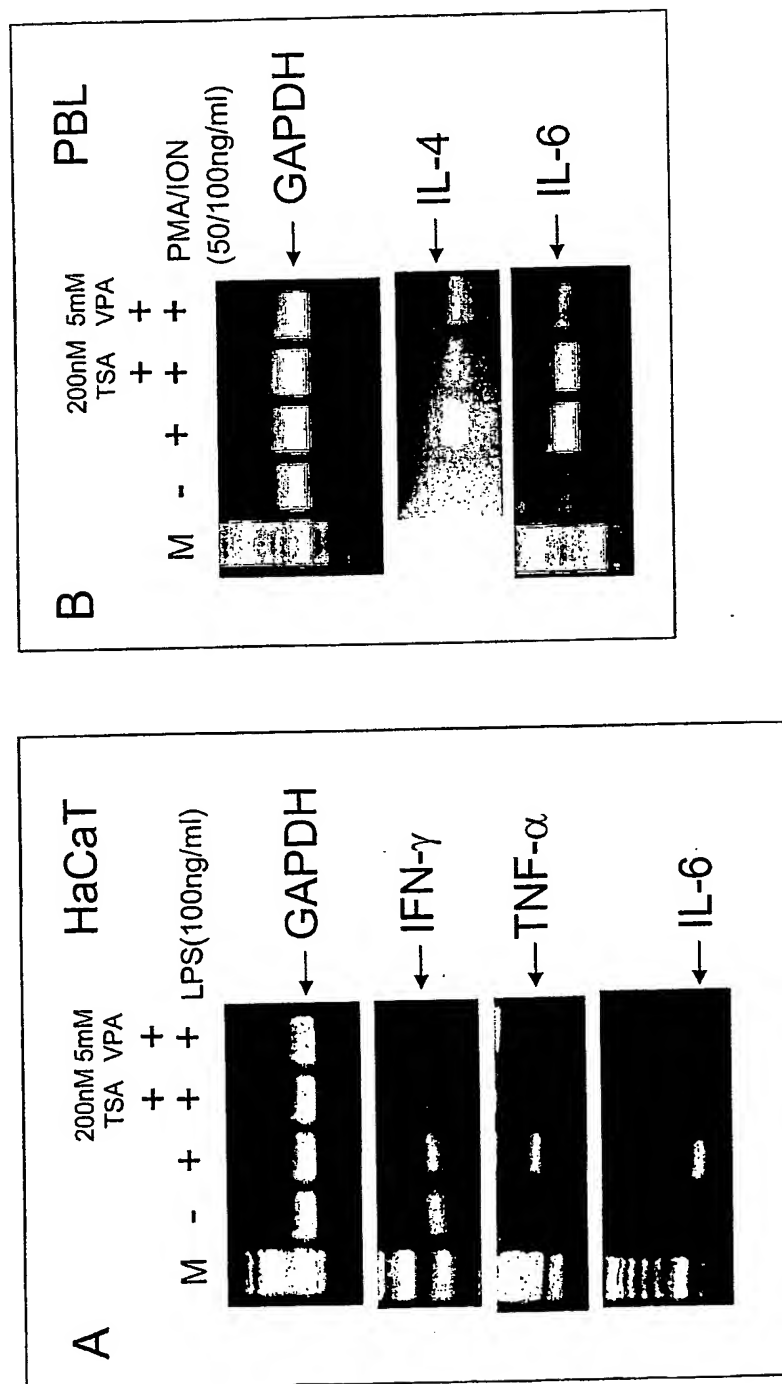 A
HaCaT
200nM 5mM
TSA VPA
+ +
M - + + + LPS(100ng/ml)
← GAPDH
← IFN-γ
← TNF-α
← IL-6
B
PBL
200nM 5mM
TSA VPA
+ +
M - + + + PMA/ION
(50/100ng/ml)
← GAPDH
← IL-4
← IL-6